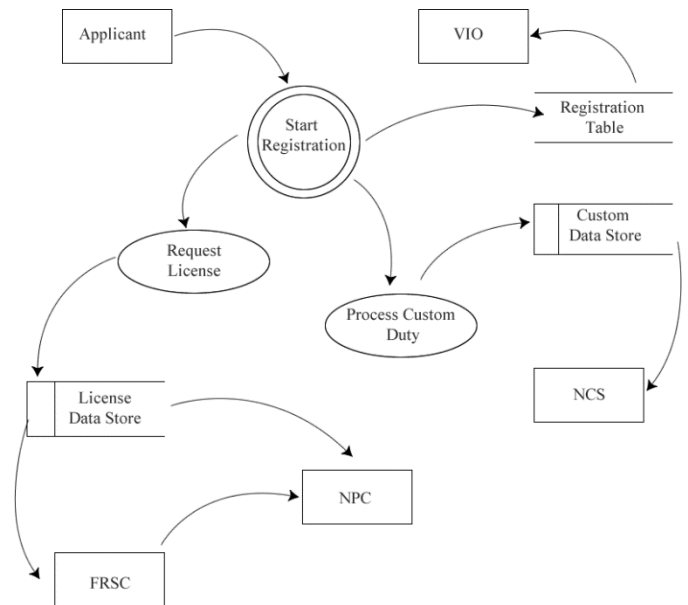 Applicant
VIO
Start
Registration
Registration
Table
Request
License
Custom
Data Store
Process Custom
Duty
License
Data Store
NCS
NPC
FRSC